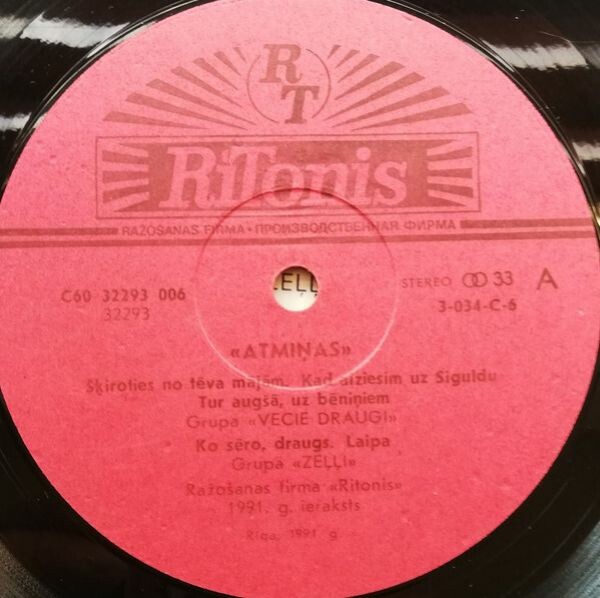 RT
RiTonis
RAŽOŠANAS FIRMA • ПРОИЗВОДСТВЕННАЯ ФИРМА
C60 32293 006
32293
ZEĻĻ
STEREO 33 A
3-034-C-6
«ATMIŅAS»
Šķiroties no tēva mājām. Kad aiziesim uz Siguldu
Tur augšā, uz bēniņiem
Grupa «VECIE DRAUGI»
Ko sēro, draugs. Laipa
Grupa «ZEĻĻI»
Ražošanas firma «Ritonis»
1991. g. ieraksts
Rīga, 1991. g.